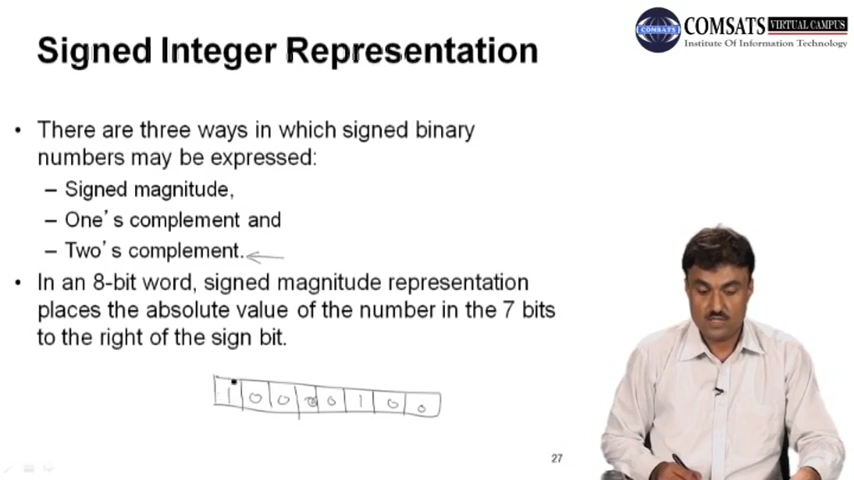 COMSATS VIRTUAL CAMPUS
COMSATS
Institute Of Information Technology
Signed Integer Representation
• There are three ways in which signed binary
numbers may be expressed:
– Signed magnitude,
– One's complement and
– Two's complement.
• In an 8-bit word, signed magnitude representation
places the absolute value of the number in the 7 bits
to the right of the sign bit.
1 0 0 0 0 1 0 0
27